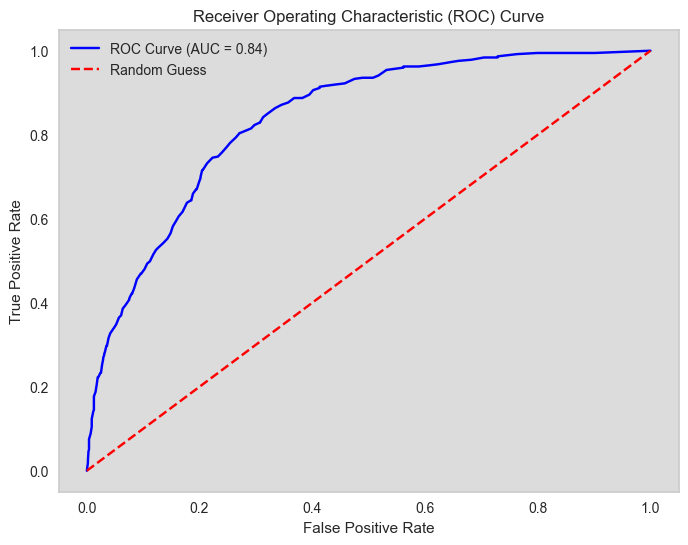 Receiver Operating Characteristic (ROC) Curve
ROC Curve (AUC = 0.84)
Random Guess
True Positive Rate
1.0
0.8
0.6
0.4
0.2
0.0
0.0 0.2 0.4 0.6 0.8 1.0
False Positive Rate